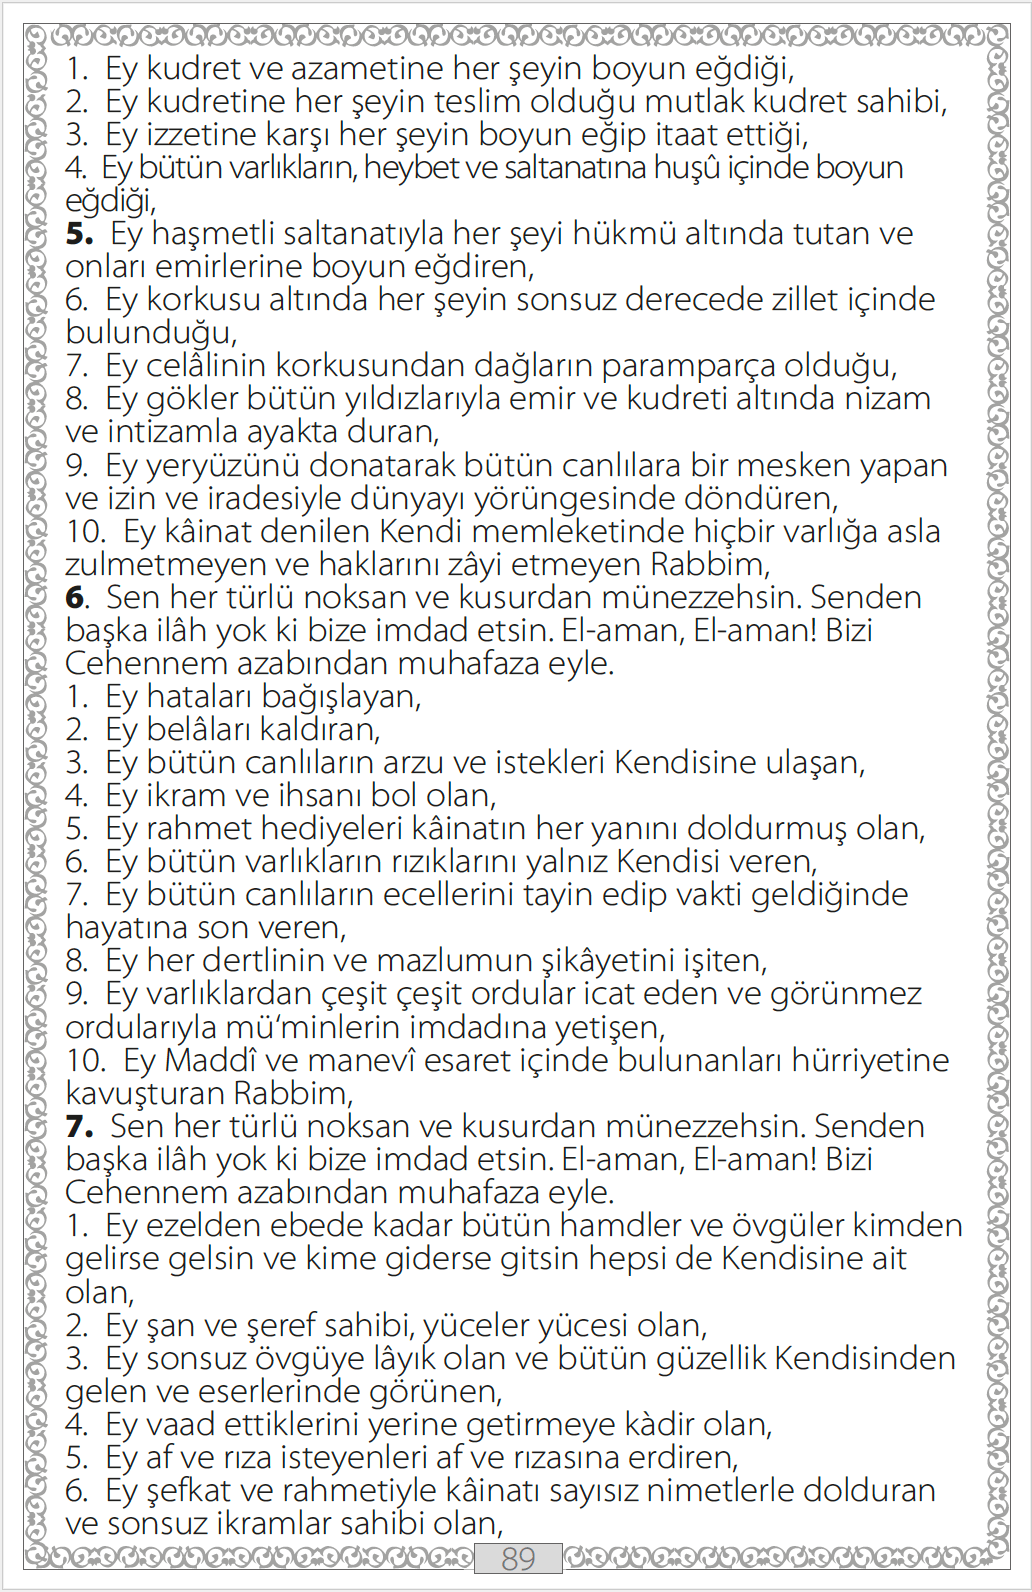 1. Ey kudret ve azametine her şeyin boyun eğdiği,
2. Ey kudretine her şeyin teslim olduğu mutlak kudret sahibi,
3. Ey izzetine karşı her şeyin boyun eğip itaat ettiği,
4. Ey bütün varlıkların, heybet ve saltanatına huşû içinde boyun
eğdiği,
5. Ey haşmetli saltanatıyla her şeyi hükmü altında tutan ve
onları emirlerine boyun eğdiren,
6. Ey korkusu altında her şeyin sonsuz derecede zillet içinde
bulunduğu,
7. Ey celâlinin korkusundan dağların paramparça olduğu,
8. Ey gökler bütün yıldızlarıyla emir ve kudreti altında nizam
ve intizamla ayakta duran,
9. Ey yeryüzünü donatarak bütün canlılara bir mesken yapan
ve izin ve iradesiyle dünyayı yörüngesinde döndüren,
10. Ey kâinat denilen Kendi memleketinde hiçbir varlığa asla
zulmetmeyen ve haklarını zâyi etmeyen Rabbim,
6. Sen her türlü noksan ve kusurdan münezzehsin. Senden
başka ilâh yok ki bize imdad etsin. El-aman, El-aman! Bizi
Cehennem azabından muhafaza eyle.
1. Ey hataları bağışlayan,
2. Ey belâları kaldıran,
3. Ey bütün canlıların arzu ve istekleri Kendisine ulaşan,
4. Ey ikram ve ihsanı bol olan,
5. Ey rahmet hediyeleri kâinatın her yanını doldurmuş olan,
6. Ey bütün varlıkların rızıklarını yalnız Kendisi veren,
7. Ey bütün canlıların ecellerini tayin edip vakti geldiğinde
hayatına son veren,
8. Ey her dertlinin ve mazlumun şikâyetini işiten,
9. Ey varlıklardan çeşit çeşit ordular icat eden ve görünmez
ordularıyla mü‘minlerin imdadına yetişen,
10. Ey Maddî ve manevî esaret içinde bulunanları hürriyetine
kavuşturan Rabbim,
7. Sen her türlü noksan ve kusurdan münezzehsin. Senden
başka ilâh yok ki bize imdad etsin. El-aman, El-aman! Bizi
Cehennem azabından muhafaza eyle.
1. Ey ezelden ebede kadar bütün hamdler ve övgüler kimden
gelirse gelsin ve kime giderse gitsin hepsi de Kendisine ait
olan,
2. Ey şan ve şeref sahibi, yüceler yücesi olan,
3. Ey sonsuz övgüye lâyık olan ve bütün güzellik Kendisinden
gelen ve eserlerinde görünen,
4. Ey vaad ettiklerini yerine getirmeye kàdir olan,
5. Ey af ve rıza isteyenleri af ve rızasına erdiren,
6. Ey şefkat ve rahmetiyle kâinatı sayısız nimetlerle dolduran
ve sonsuz ikramlar sahibi olan,
89